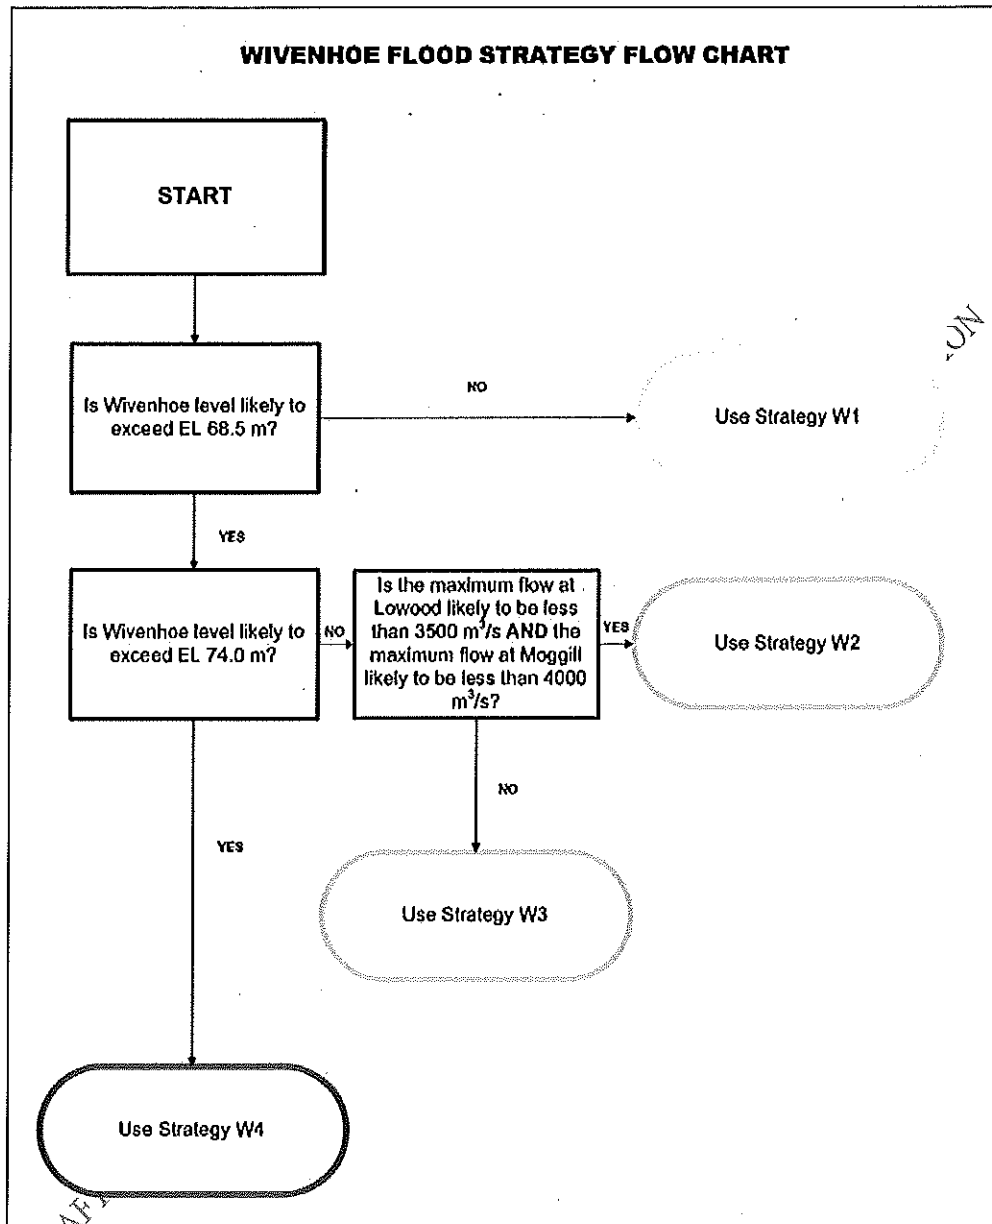 WIVENHOE FLOOD STRATEGY FLOW CHART
START
Is Wivenhoe level likely to
exceed EL 68.5 m?
NO
Use Strategy W1
YES
Is Wivenhoe level likely to
exceed EL 74.0 m?
NO
Is the maximum flow at
Lowood likely to be less
than 3500 m³/s AND the
maximum flow at Moggill
likely to be less than 4000
m³/s?
YES
Use Strategy W2
NO
YES
Use Strategy W3
Use Strategy W4